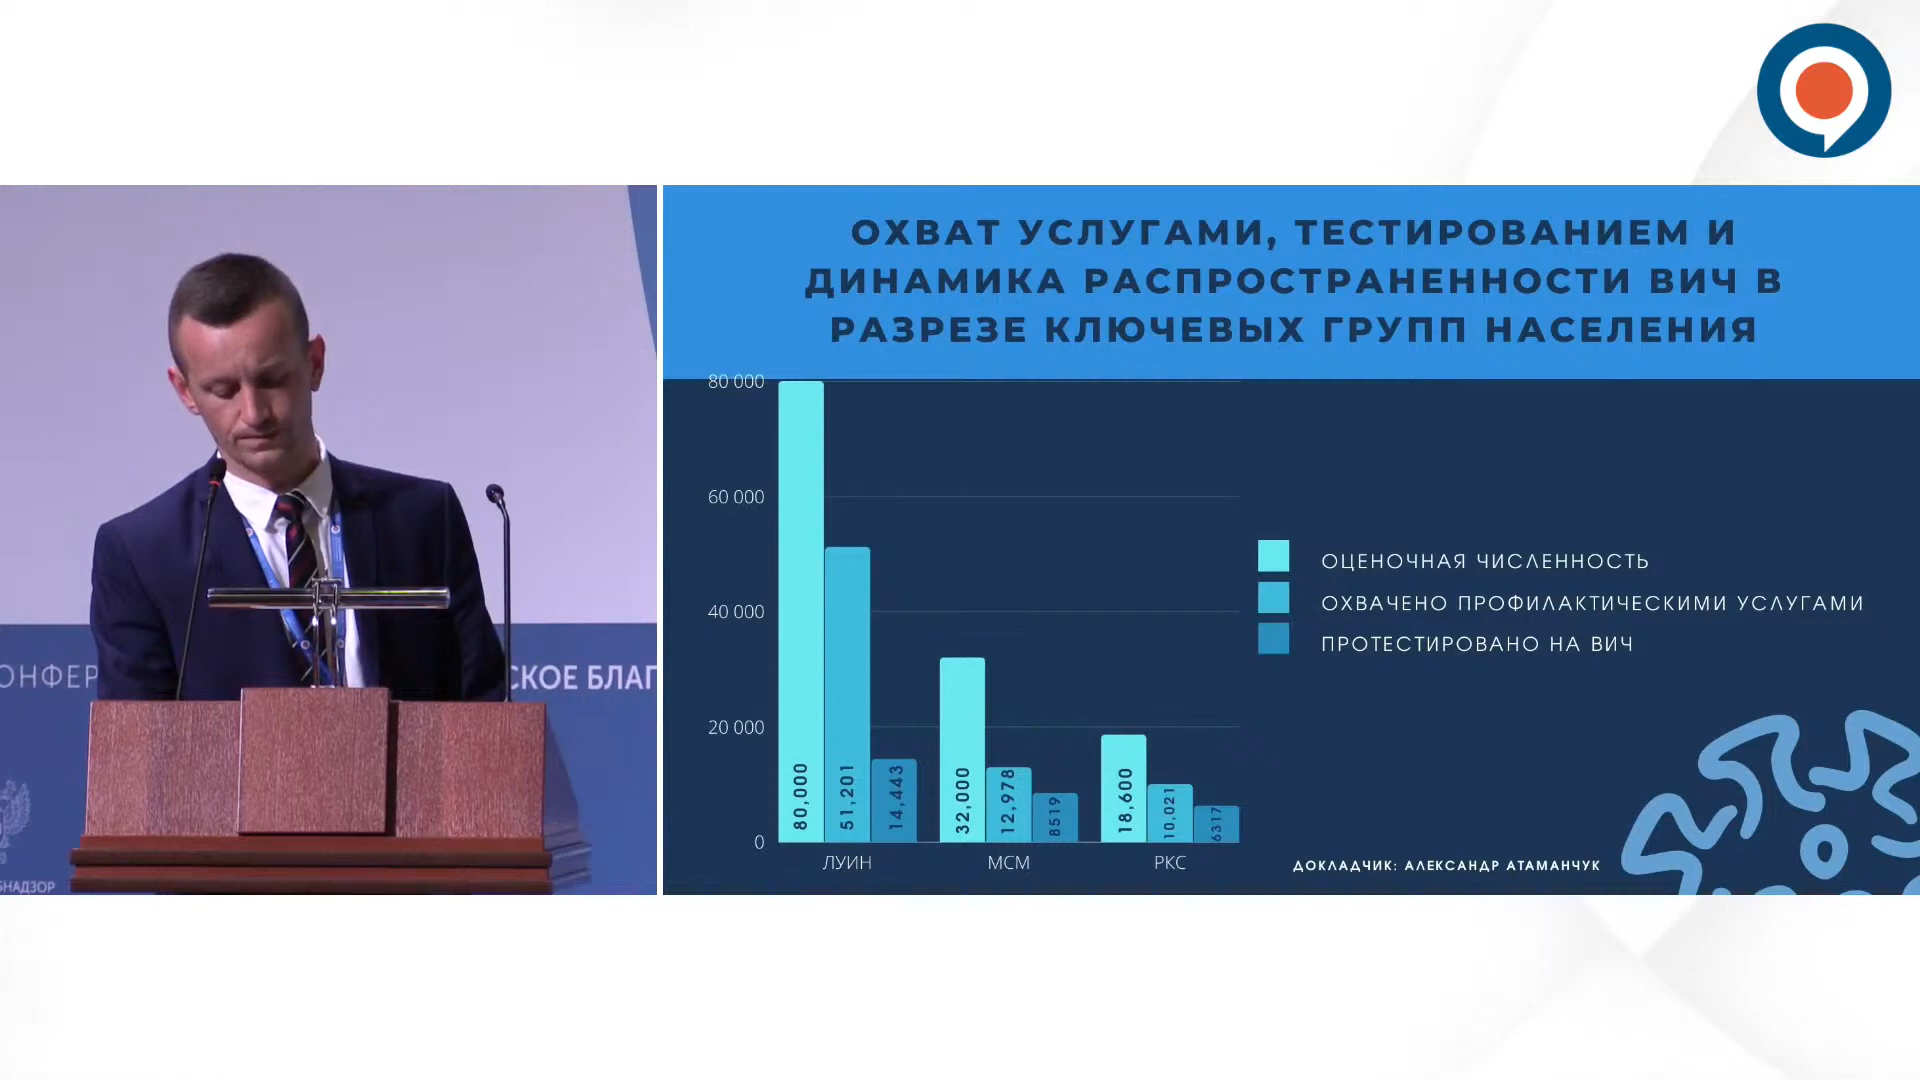 ОХВАТ УСЛУГАМИ, ТЕСТИРОВАНИЕМ И
ДИНАМИКА РАСПРОСТРАНЕННОСТИ ВИЧ В
РАЗРЕЗЕ КЛЮЧЕВЫХ ГРУПП НАСЕЛЕНИЯ
80 000
60 000
40 000
20 000
0
80,000
51,201
14,443
32,000
12,978
8519
18,600
10,021
6317
ЛУИН
МСМ
РКС
ОЦЕНОЧНАЯ ЧИСЛЕННОСТЬ
ОХВАЧЕНО ПРОФИЛАКТИЧЕСКИМИ УСЛУГАМИ
ПРОТЕСТИРОВАНО НА ВИЧ
ДОКЛАДЧИК: АЛЕКСАНДР АТАМАНЧУК
ОНФЕР
СКОЕ БЛАГ
БНАДЗОР